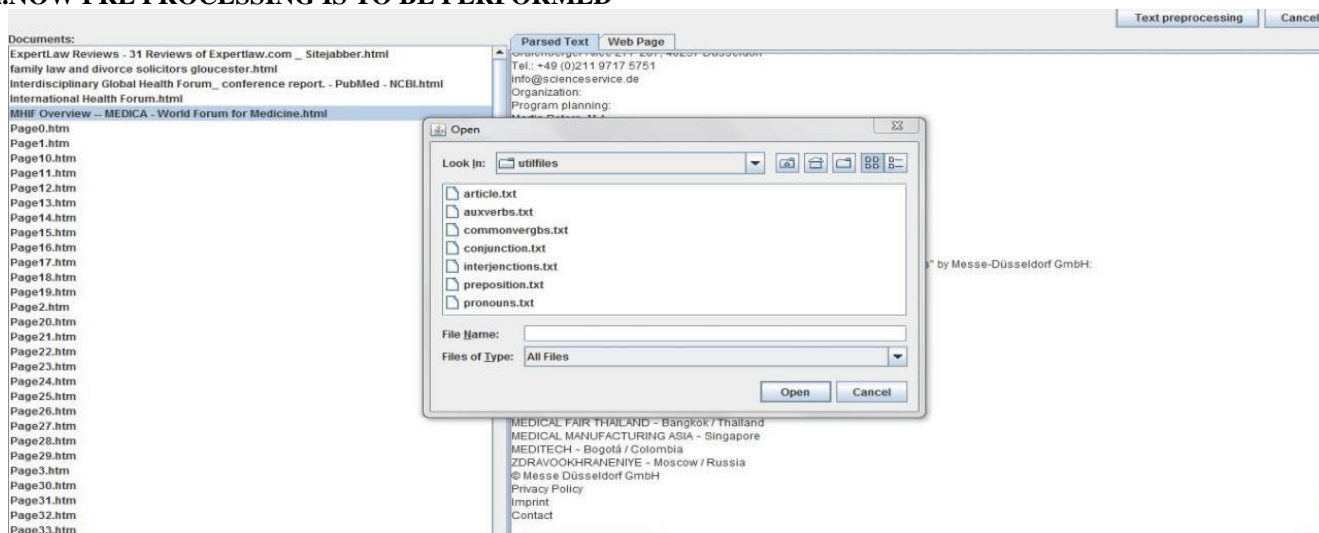 .NOW PRE PROCESSING IS TO BE PERFORMED
Text preprocessing
Cancel
Documents:
ExpertLaw Reviews - 31 Reviews of Expertlaw.com _ Sitejabber.html
family law and divorce solicitors gloucester.html
Interdisciplinary Global Health Forum_ conference report. - PubMed - NCBI.html
International Health Forum.html
MHIF Overview -- MEDICA - World Forum for Medicine.html
Page0.htm
Page1.htm
Page10.htm
Page11.htm
Page12.htm
Page13.htm
Page14.htm
Page15.htm
Page16.htm
Page17.htm
Page18.htm
Page19.htm
Page2.htm
Page20.htm
Page21.htm
Page22.htm
Page23.htm
Page24.htm
Page25.htm
Page26.htm
Page27.htm
Page28.htm
Page29.htm
Page3.htm
Page30.htm
Page31.htm
Page32.htm
Page33.htm
Parsed Text
Web Page
Tel.: +49 (0)211 9717 5751
info@scienceservice.de
Organization:
Program planning:
Open
Look In:
utilfiles
article.txt
auxverbs.txt
commonvergbs.txt
conjunction.txt
interjenctions.txt
preposition.txt
pronouns.txt
File Name:
Files of Type:
All Files
Open
Cancel
s" by Messe-Düsseldorf GmbH:
MEDICAL FAIR THAILAND - Bangkok / Thailand
MEDICAL MANUFACTURING ASIA - Singapore
MEDITECH - Bogotá / Colombia
ZDRAVOOKHRANENIYE - Moscow / Russia
© Messe Düsseldorf GmbH
Privacy Policy
Imprint
Contact